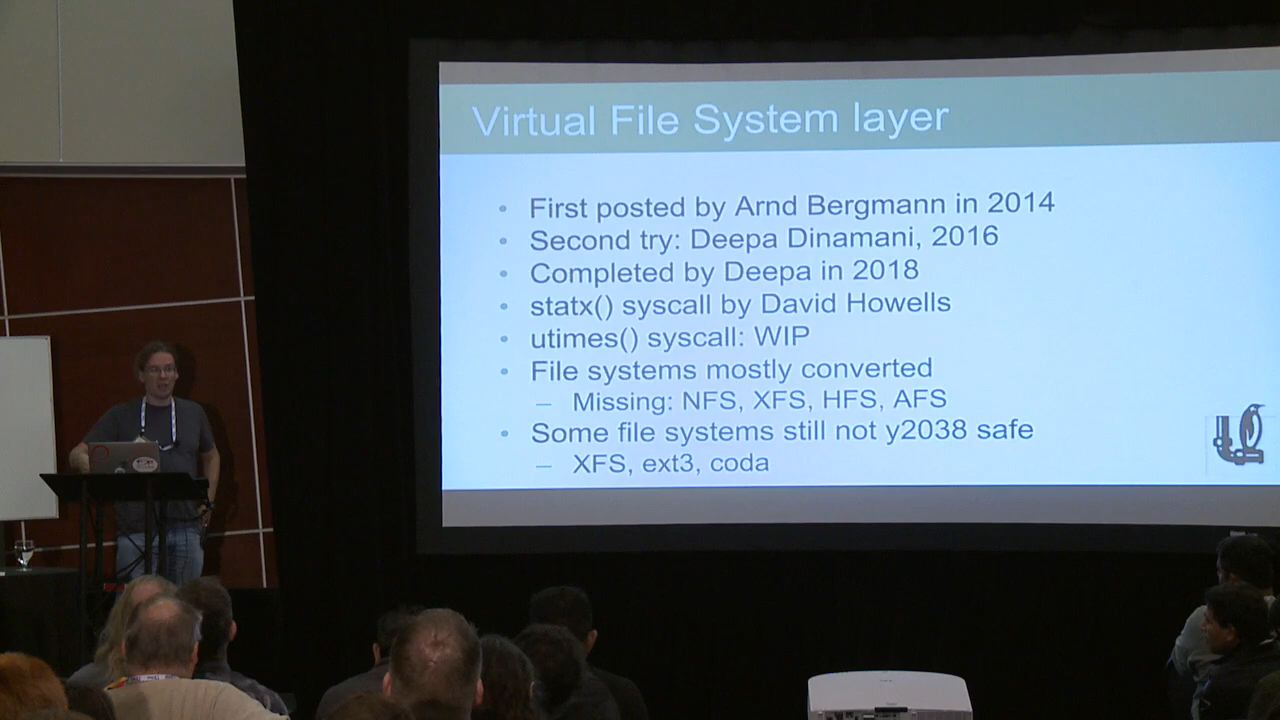 Virtual File System layer
• First posted by Arnd Bergmann in 2014
• Second try: Deepa Dinamani, 2016
• Completed by Deepa in 2018
• statx() syscall by David Howells
• utimes() syscall: WIP
• File systems mostly converted
– Missing: NFS, XFS, HFS, AFS
• Some file systems still not y2038 safe
– XFS, ext3, coda